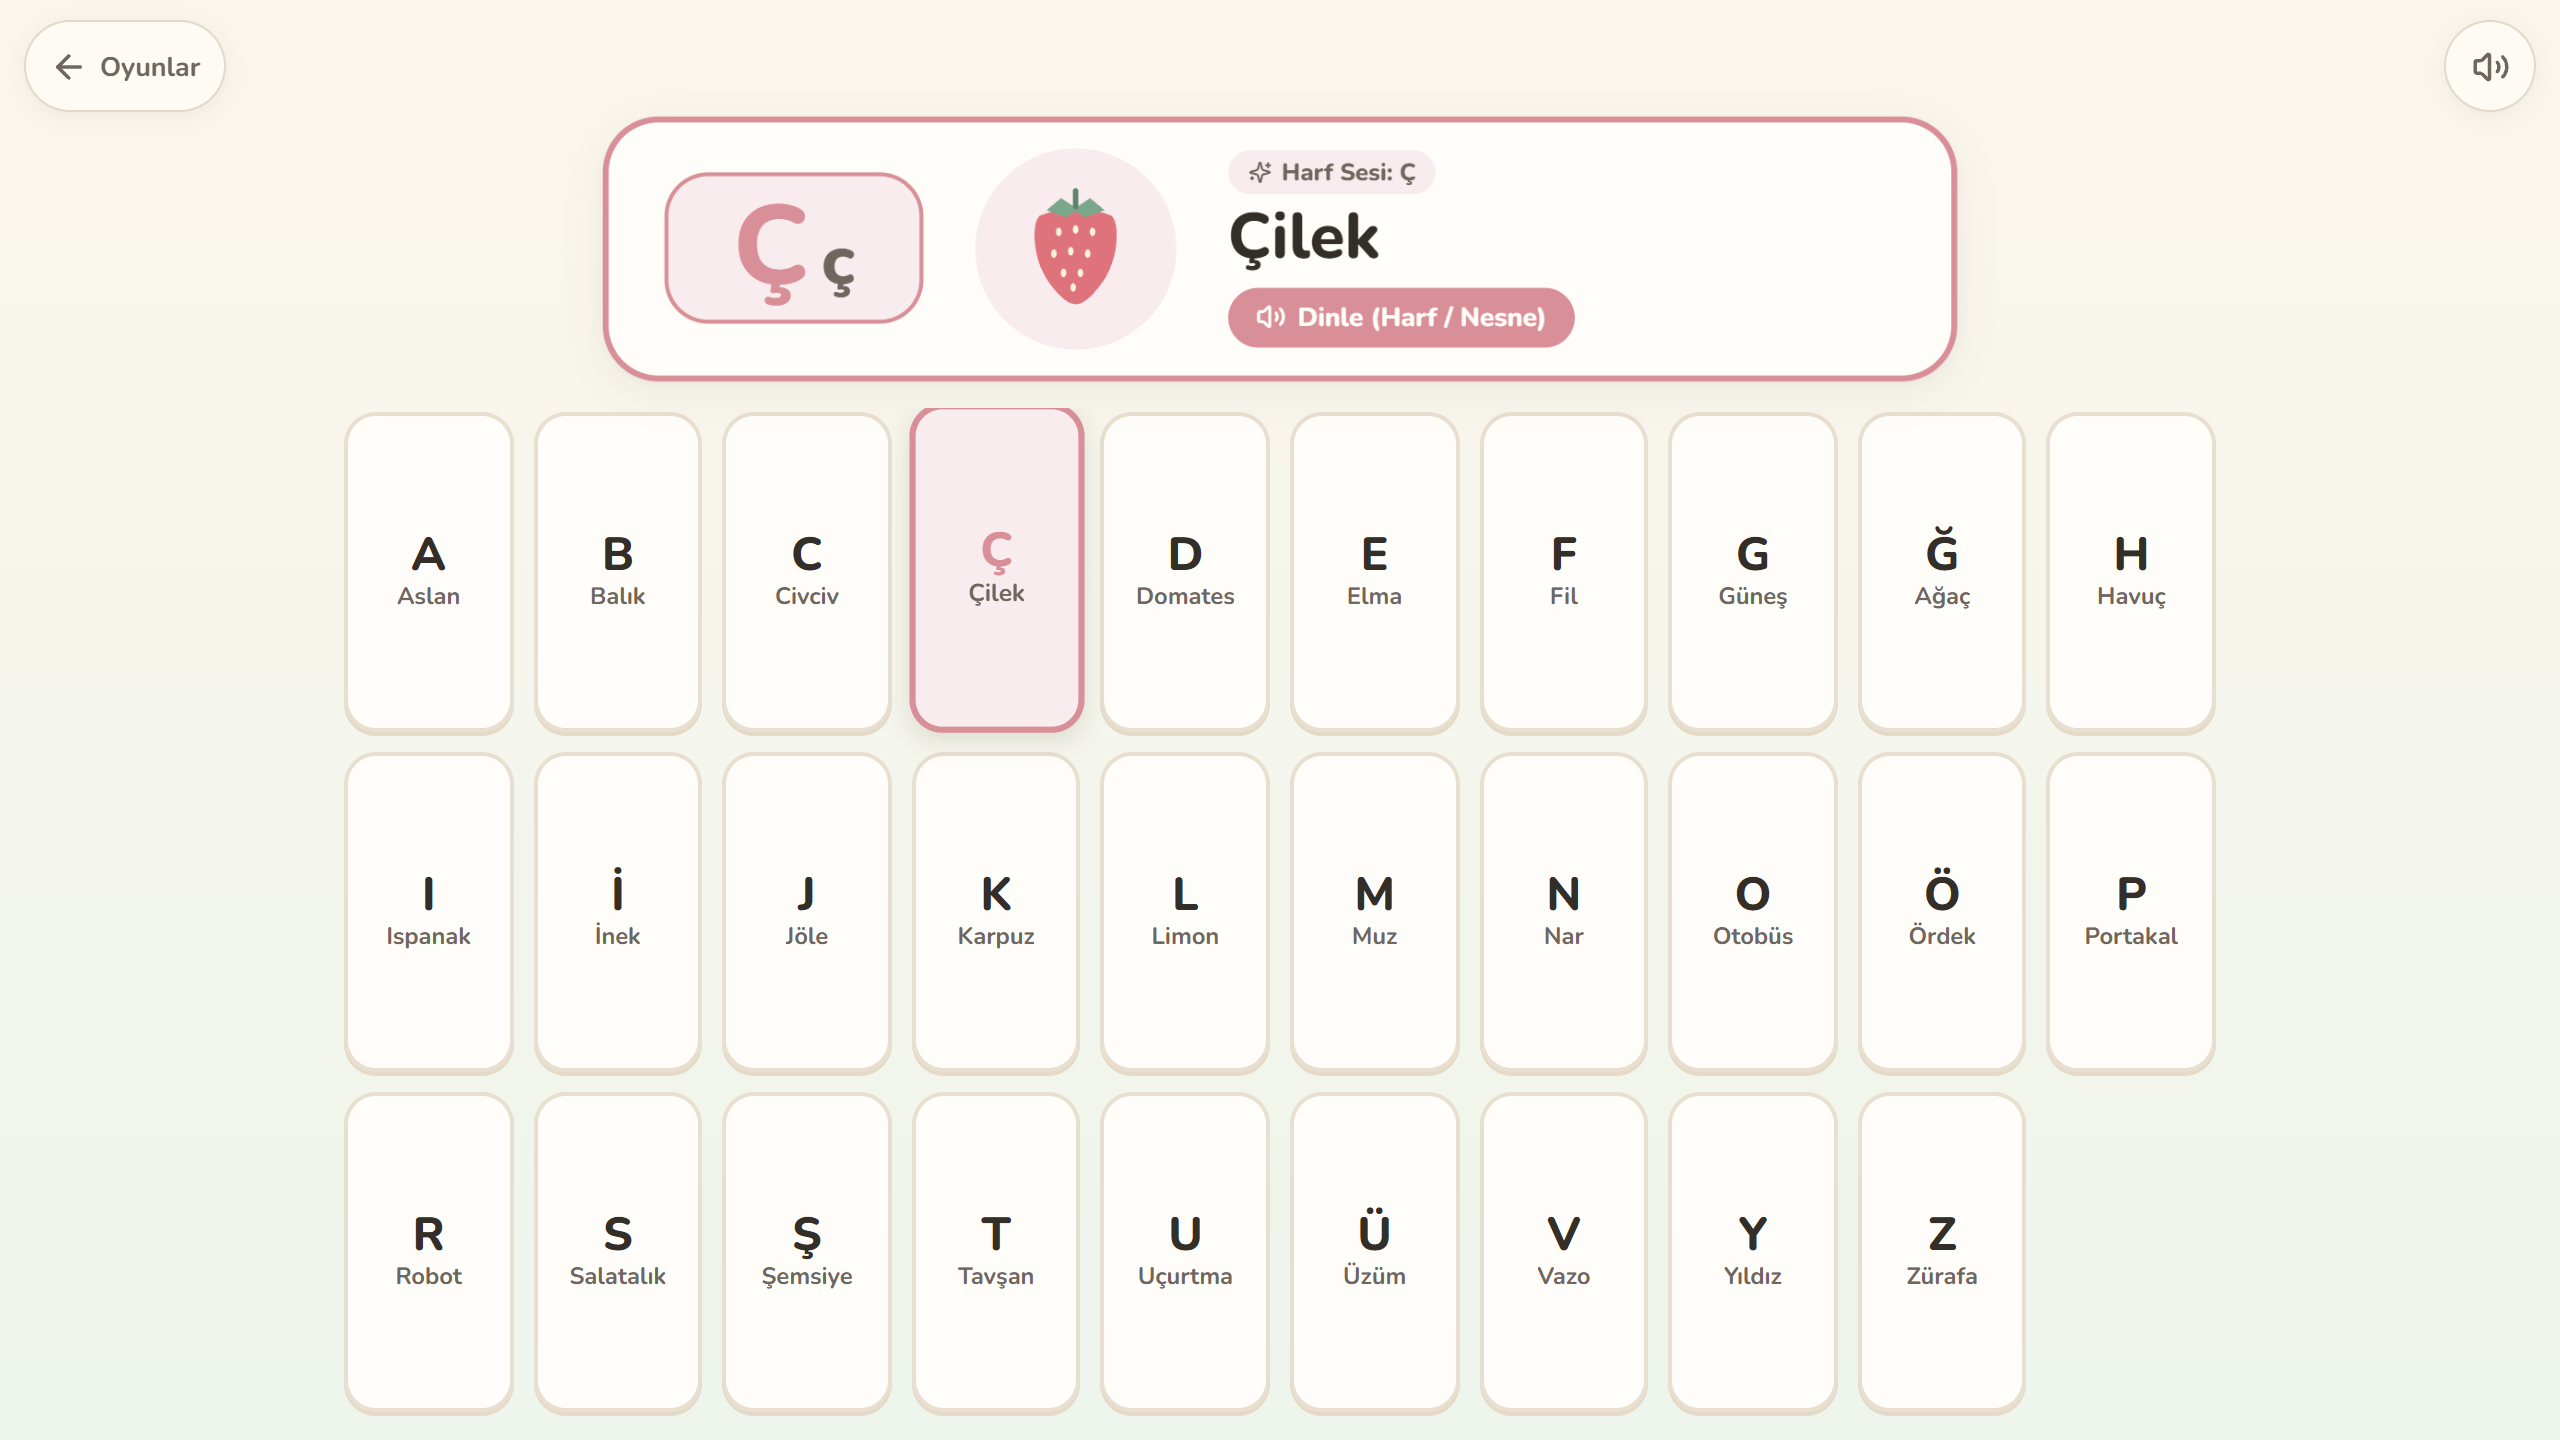 Oyunlar
Ç ç
Harf Sesi: Ç
Çilek
Dinle (Harf / Nesne)
A
Aslan
B
Balık
C
Civciv
Ç
Çilek
D
Domates
E
Elma
F
Fil
G
Güneş
Ğ
Ağaç
H
Havuç
I
Ispanak
İ
İnek
J
Jöle
K
Karpuz
L
Limon
M
Muz
N
Nar
O
Otobüs
Ö
Ördek
P
Portakal
R
Robot
S
Salatalık
Ş
Şemsiye
T
Tavşan
U
Uçurtma
Ü
Üzüm
V
Vazo
Y
Yıldız
Z
Zürafa